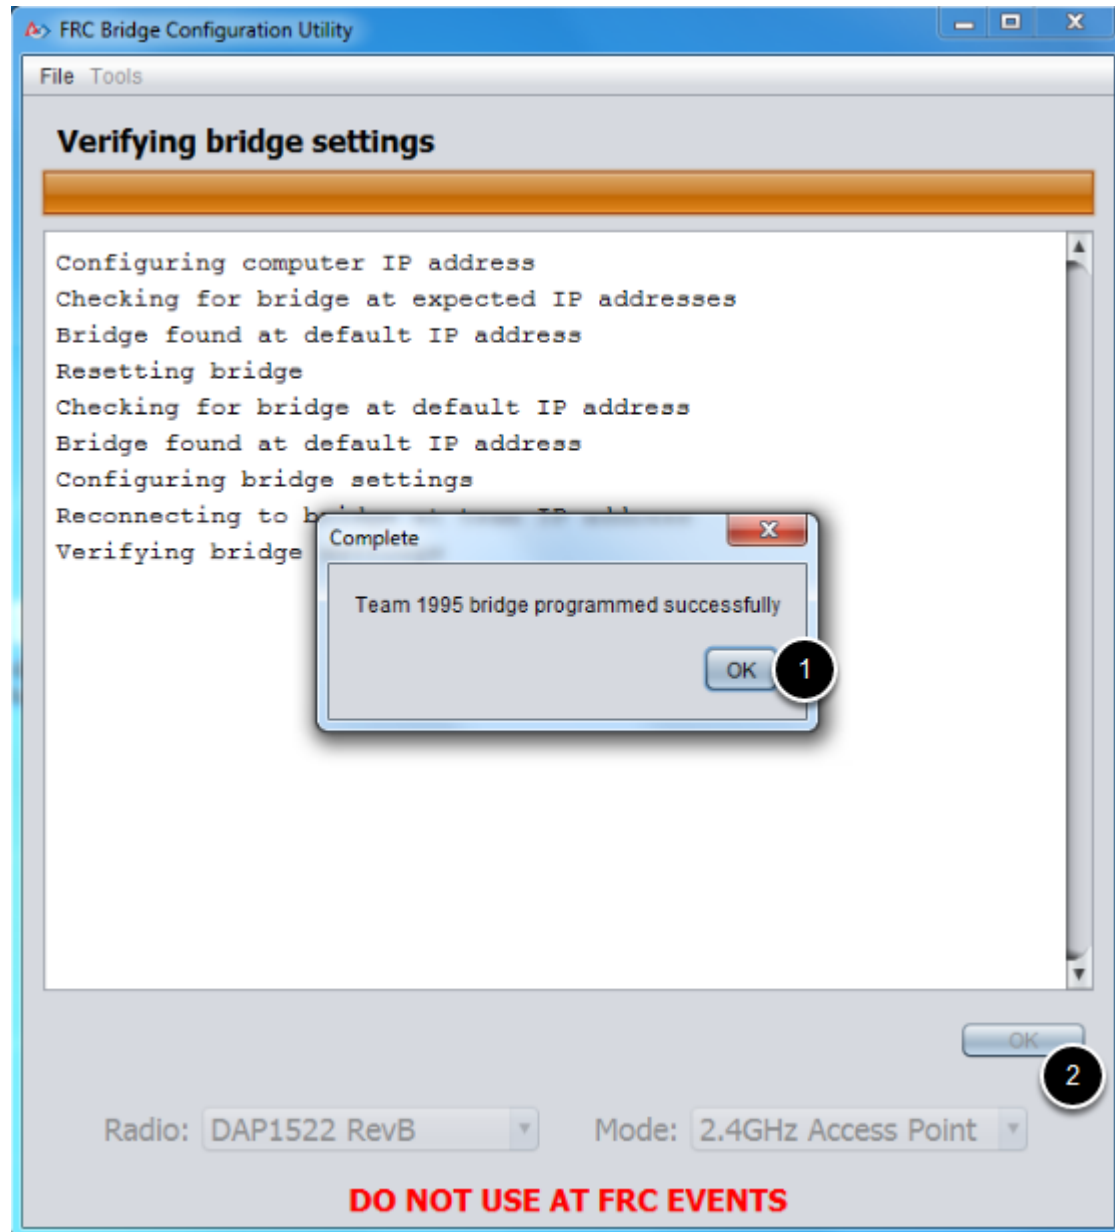 FRC Bridge Configuration Utility
File Tools
Verifying bridge settings
Configuring computer IP address
Checking for bridge at expected IP addresses
Bridge found at default IP address
Resetting bridge
Checking for bridge at default IP address
Bridge found at default IP address
Configuring bridge settings
Reconnecting to
Verifying bridge
Complete
Team 1995 bridge programmed successfully
OK 1
OK
2
Radio: DAP1522 RevB Mode: 2.4GHz Access Point
DO NOT USE AT FRC EVENTS